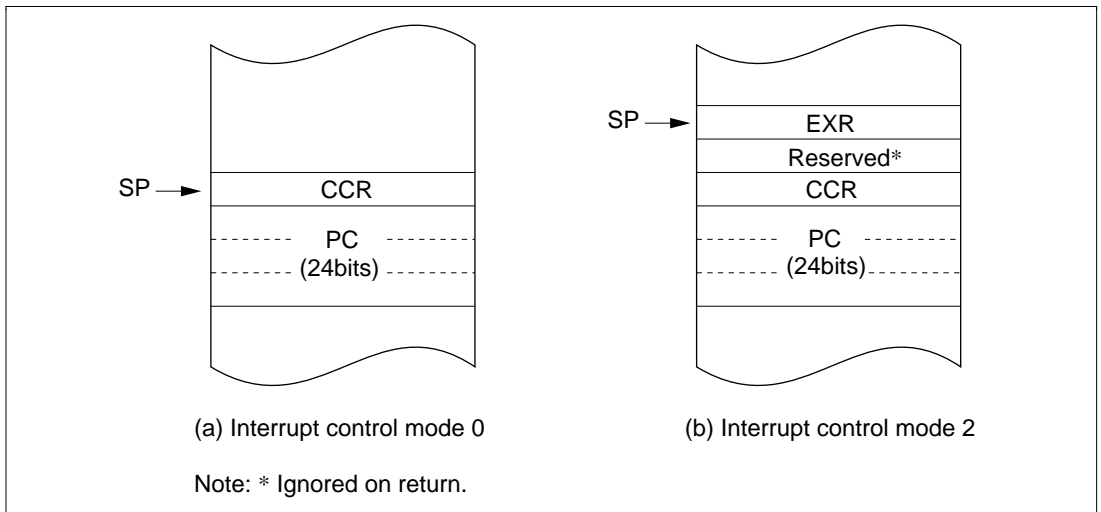 SP
CCR
PC
(24bits)
(a) Interrupt control mode 0
SP
EXR
Reserved*
CCR
PC
(24bits)
(b) Interrupt control mode 2
Note: * Ignored on return.